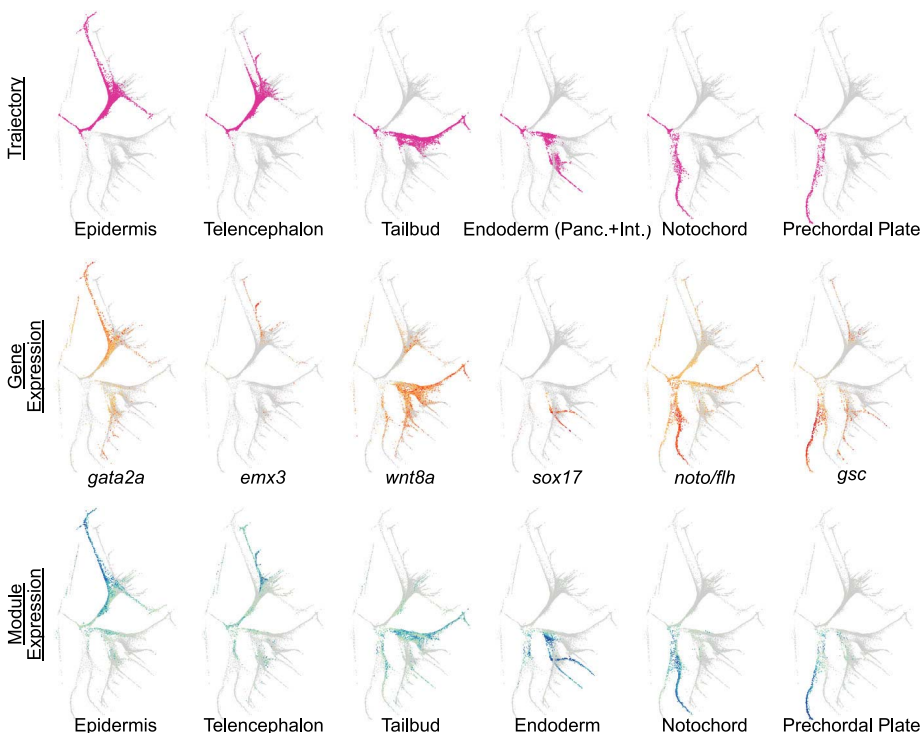 Trajectory
Epidermis
Telencephalon
Tailbud
Endoderm (Panc.+Int.)
Notochord
Prechordal Plate
Gene
Expression
gata2a
emx3
wnt8a
sox17
noto/flh
gsc
Module
Expression
Epidermis
Telencephalon
Tailbud
Endoderm
Notochord
Prechordal Plate